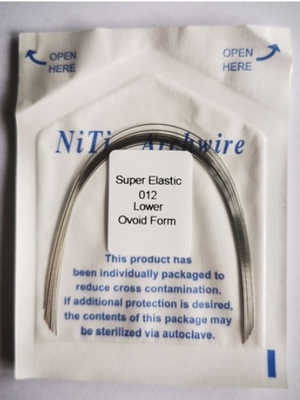 OPEN
HERE
OPEN
HERE
NiTi Archwire
Super Elastic
012
Lower
Ovoid Form
This product has
been individually packaged to
reduce cross contamination.
If additional protection is desired,
the contents of this package may
be sterilized via autoclave.